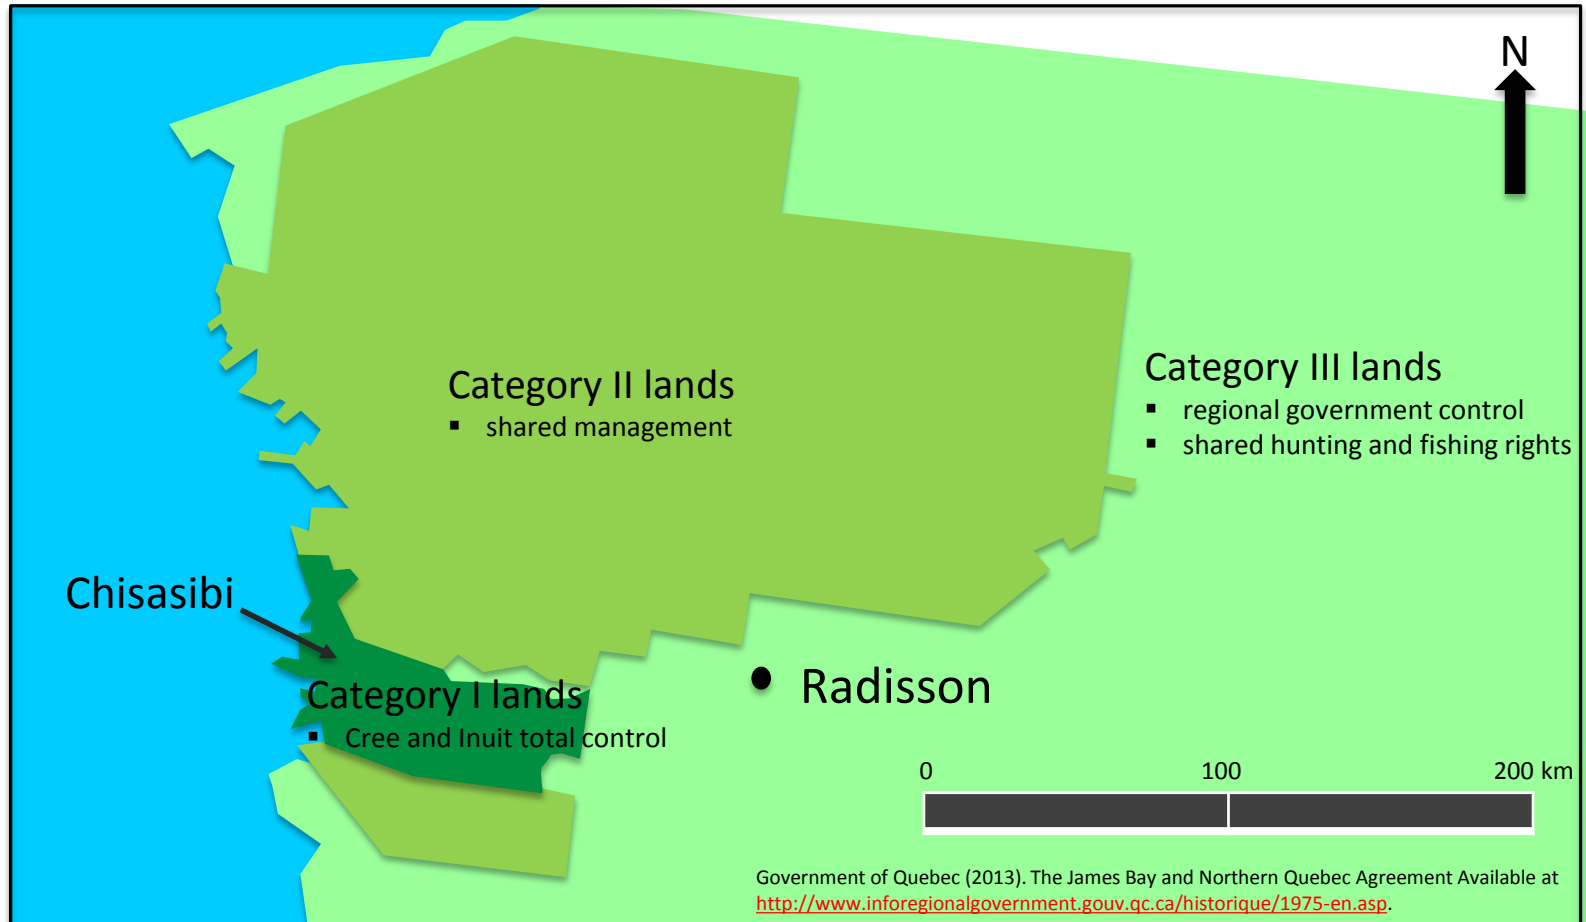 N
Category II lands
▪ shared management
Category III lands
▪ regional government control
▪ shared hunting and fishing rights
Chisasibi
Category I lands
▪ Cree and Inuit total control
Radisson
0 100 200 km
Government of Quebec (2013). The James Bay and Northern Quebec Agreement Available at
http://www.inforegionalgovernment.gouv.qc.ca/historique/1975-en.asp.